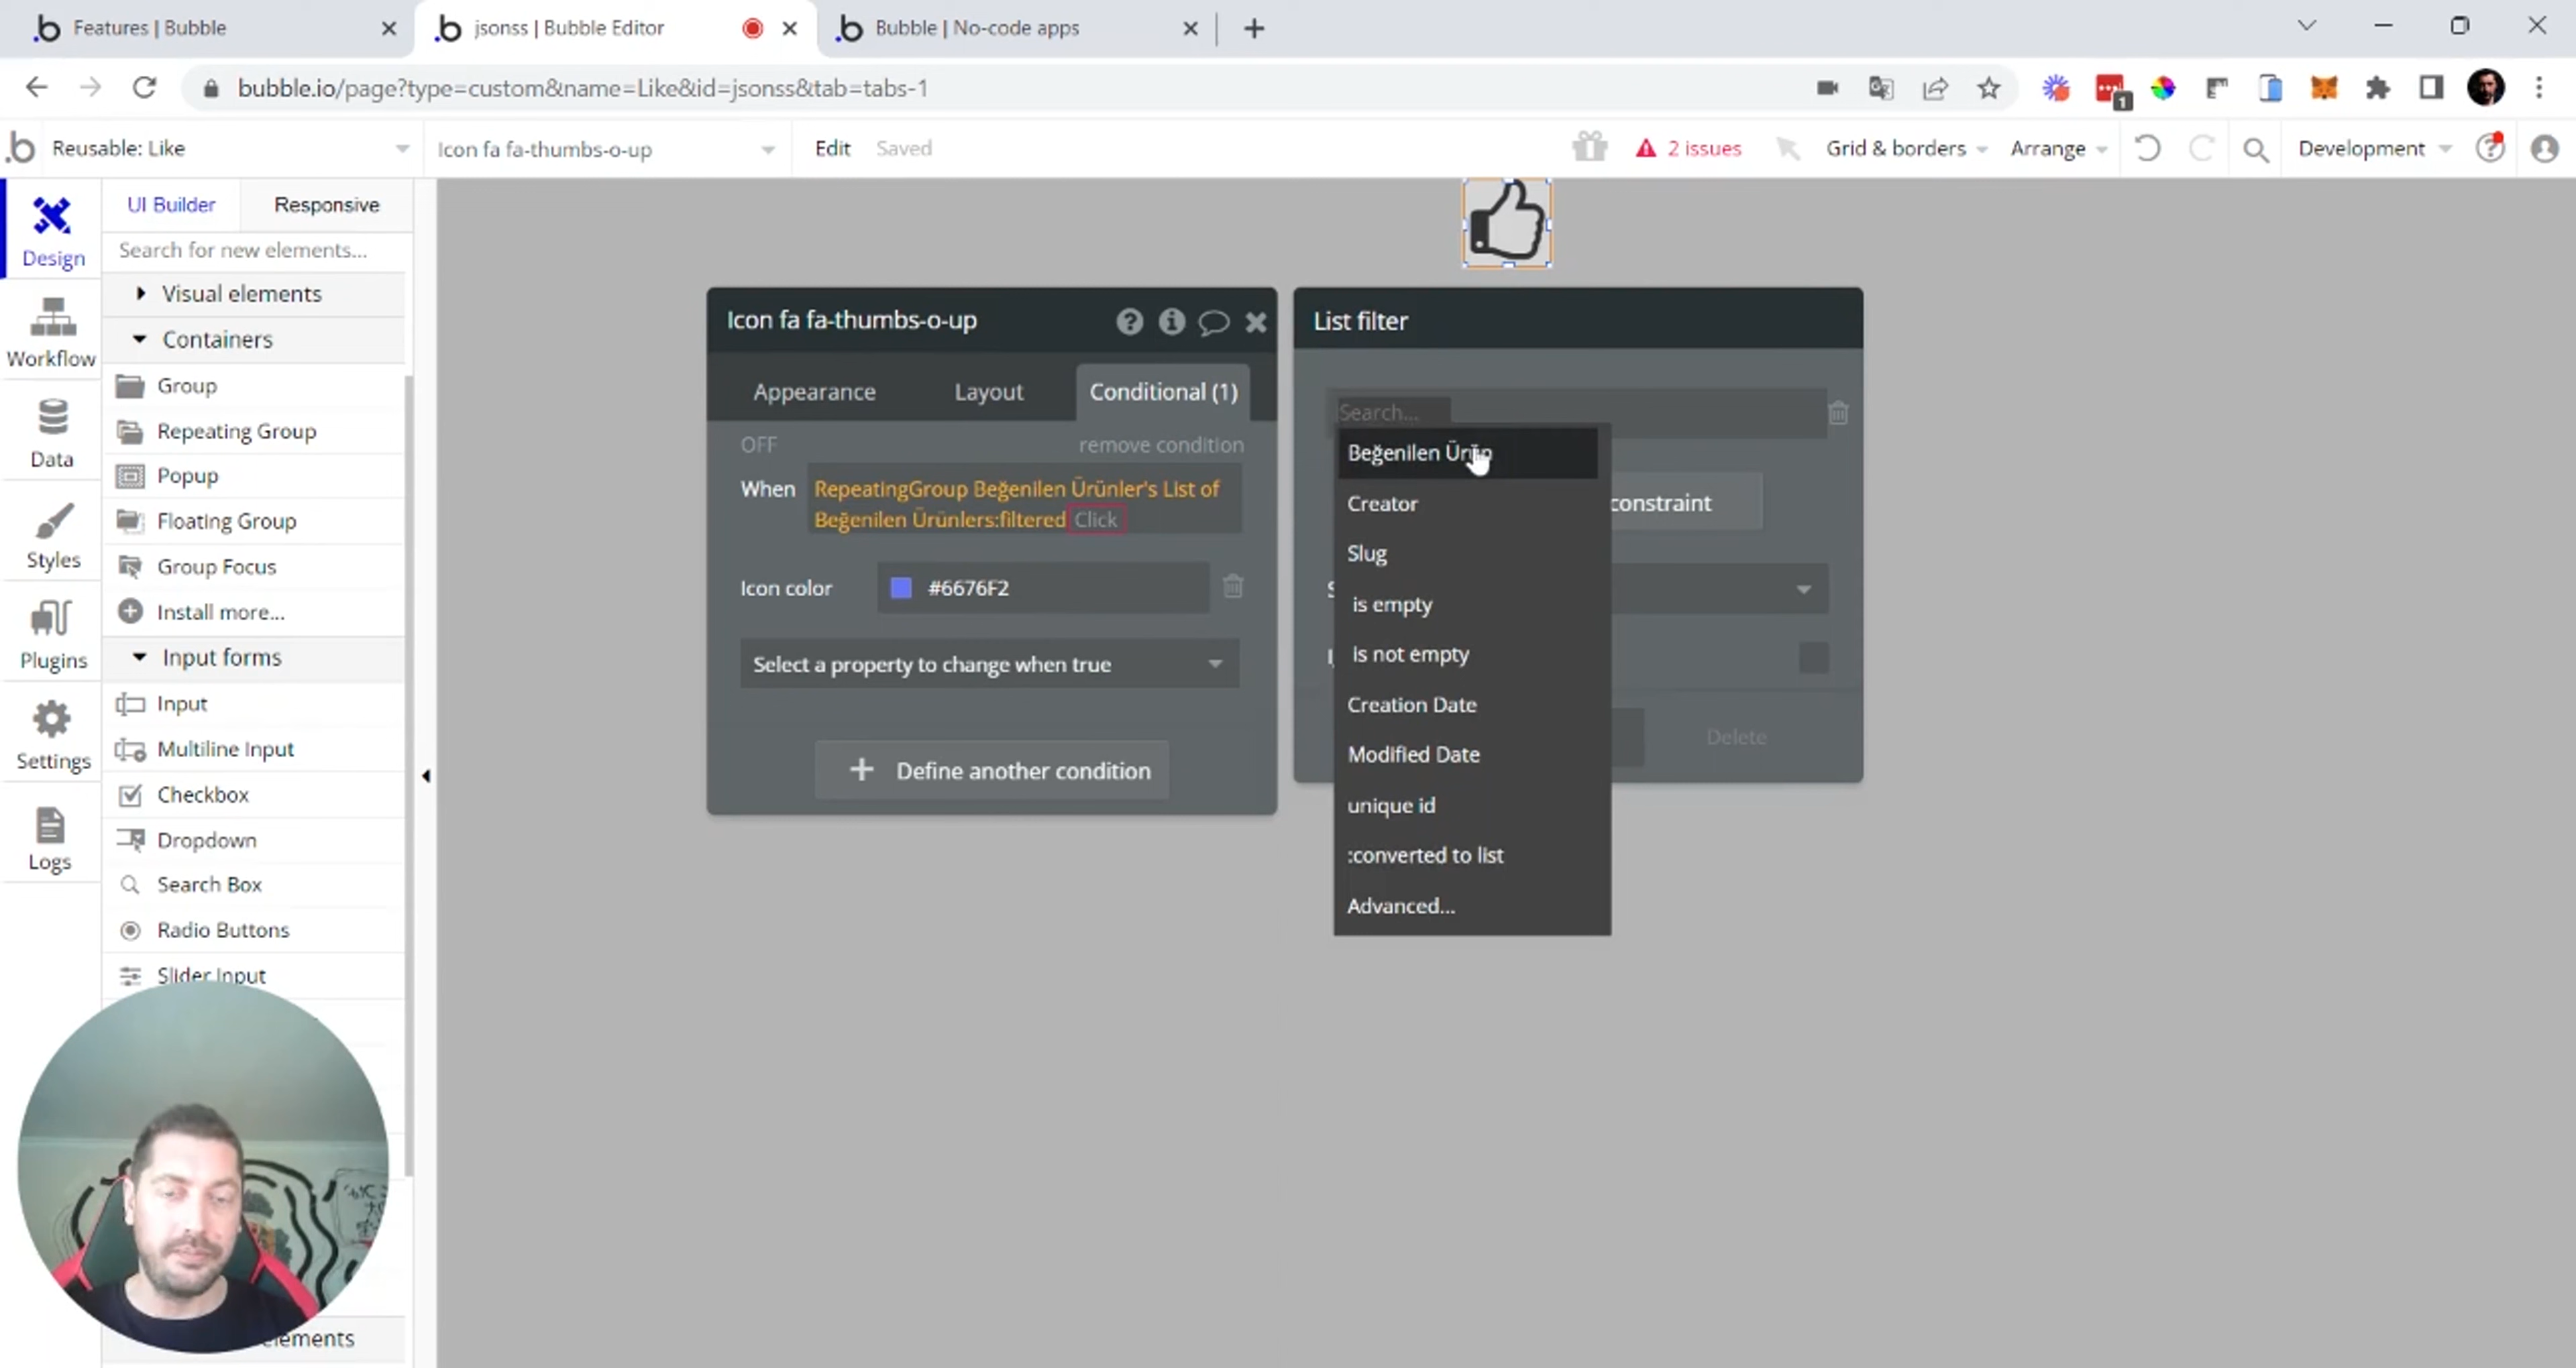 Features | Bubble
jsonss | Bubble Editor
Bubble | No-code apps
bubble.io/page?type=custom&name=Like&id=jsonss&tab=tabs-1
1
Reusable: Like
Icon fa fa-thumbs-o-up
Edit
Saved
2 issues
Grid & borders
Arrange
Development
Design
Workflow
Data
Styles
Plugins
Settings
Logs
UI Builder
Responsive
Search for new elements...
Visual elements
Containers
Group
Repeating Group
Popup
Floating Group
Group Focus
Install more...
Input forms
Input
Multiline Input
Checkbox
Dropdown
Search Box
Radio Buttons
Slider Input
Icon fa fa-thumbs-o-up
Appearance
Layout
Conditional (1)
OFF
remove condition
When
RepeatingGroup Beğenilen Ürünler's List of
Beğenilen Ürünlers:filtered Click
Icon color
#6676F2
Select a property to change when true
Define another condition
List filter
Search...
Beğenilen Ürün
Creator
Slug
is empty
is not empty
Creation Date
Modified Date
unique id
:converted to list
Advanced...
constraint
Delete